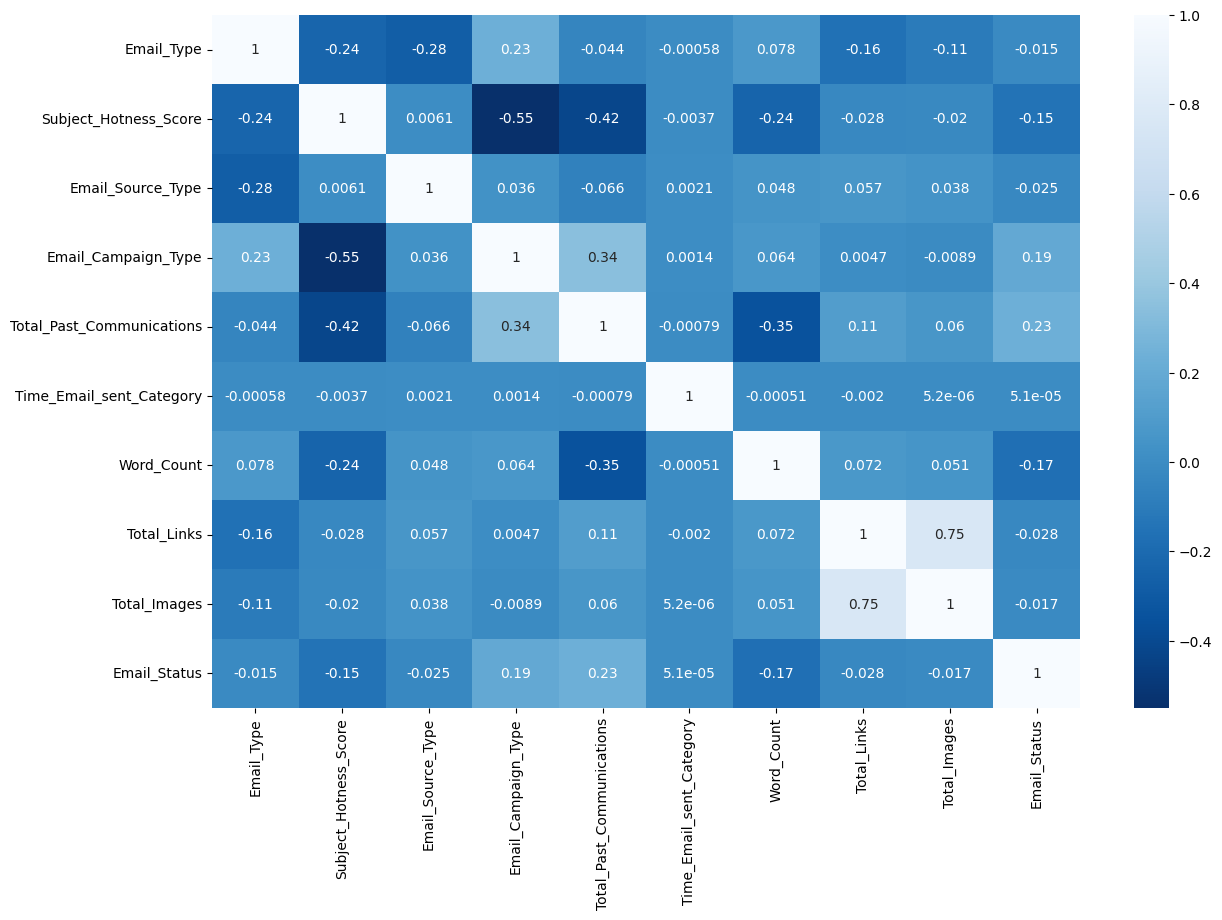 Email_Type 1 -0.24 -0.28 0.23 -0.044 -0.00058 0.078 -0.16 -0.11 -0.015
Subject_Hotness_Score -0.24 1 0.0061 -0.55 -0.42 -0.0037 -0.24 -0.028 -0.02 -0.15
Email_Source_Type -0.28 0.0061 1 0.036 -0.066 0.0021 0.048 0.057 0.038 -0.025
Email_Campaign_Type 0.23 -0.55 0.036 1 0.34 0.0014 0.064 0.0047 -0.0089 0.19
Total_Past_Communications -0.044 -0.42 -0.066 0.34 1 -0.00079 -0.35 0.11 0.06 0.23
Time_Email_sent_Category -0.00058 -0.0037 0.0021 0.0014 -0.00079 1 -0.00051 -0.002 5.2e-06 5.1e-05
Word_Count 0.078 -0.24 0.048 0.064 -0.35 -0.00051 1 0.072 0.051 -0.17
Total_Links -0.16 -0.028 0.057 0.0047 0.11 -0.002 0.072 1 0.75 -0.028
Total_Images -0.11 -0.02 0.038 -0.0089 0.06 5.2e-06 0.051 0.75 1 -0.017
Email_Status -0.015 -0.15 -0.025 0.19 0.23 5.1e-05 -0.17 -0.028 -0.017 1
Email_Type
Subject_Hotness_Score
Email_Source_Type
Email_Campaign_Type
Total_Past_Communications
Time_Email_sent_Category
Word_Count
Total_Links
Total_Images
Email_Status
1.0
0.8
0.6
0.4
0.2
0.0
−0.2
−0.4